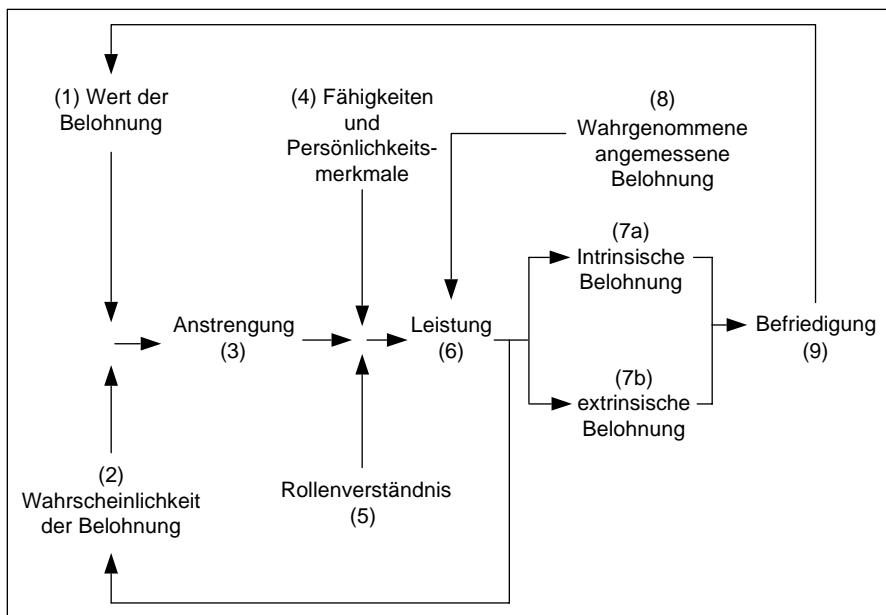 (1) Wert der
Belohnung
(4) Fähigkeiten
und
Persönlichkeits-
merkmale
(8)
Wahrgenommene
angemessene
Belohnung
(7a)
Intrinsische
Belohnung
Anstrengung
(3)
Leistung
(6)
Befriedigung
(9)
(7b)
extrinsische
Belohnung
(2)
Wahrscheinlichkeit
der Belohnung
Rollenverständnis
(5)